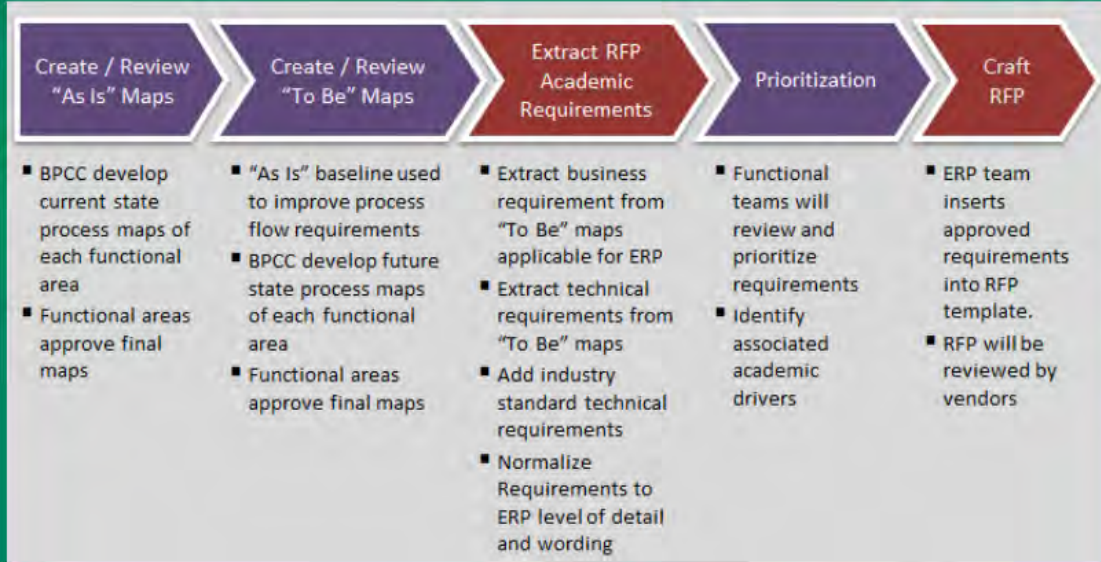 Create / Review
"As Is" Maps
Create / Review
"To Be" Maps
Extract RFP
Academic
Requirements
Prioritization
Craft
RFP
▪ BPCC develop
current state
process maps of
each functional
area
▪ Functional areas
approve final
maps
▪ "As Is" baseline used
to improve process
flow requirements
▪ BPCC develop future
state process maps
of each functional
area
▪ Functional areas
approve final maps
▪ Extract business
requirement from
"To Be" maps
applicable for ERP
▪ Extract technical
requirements from
"To Be" maps
▪ Add industry
standard technical
requirements
▪ Normalize
Requirements to
ERP level of detail
and wording
▪ Functional
teams will
review and
prioritize
requirements
▪ Identify
associated
academic
drivers
▪ ERP team
inserts
approved
requirements
into RFP
template.
▪ RFP will be
reviewed by
vendors